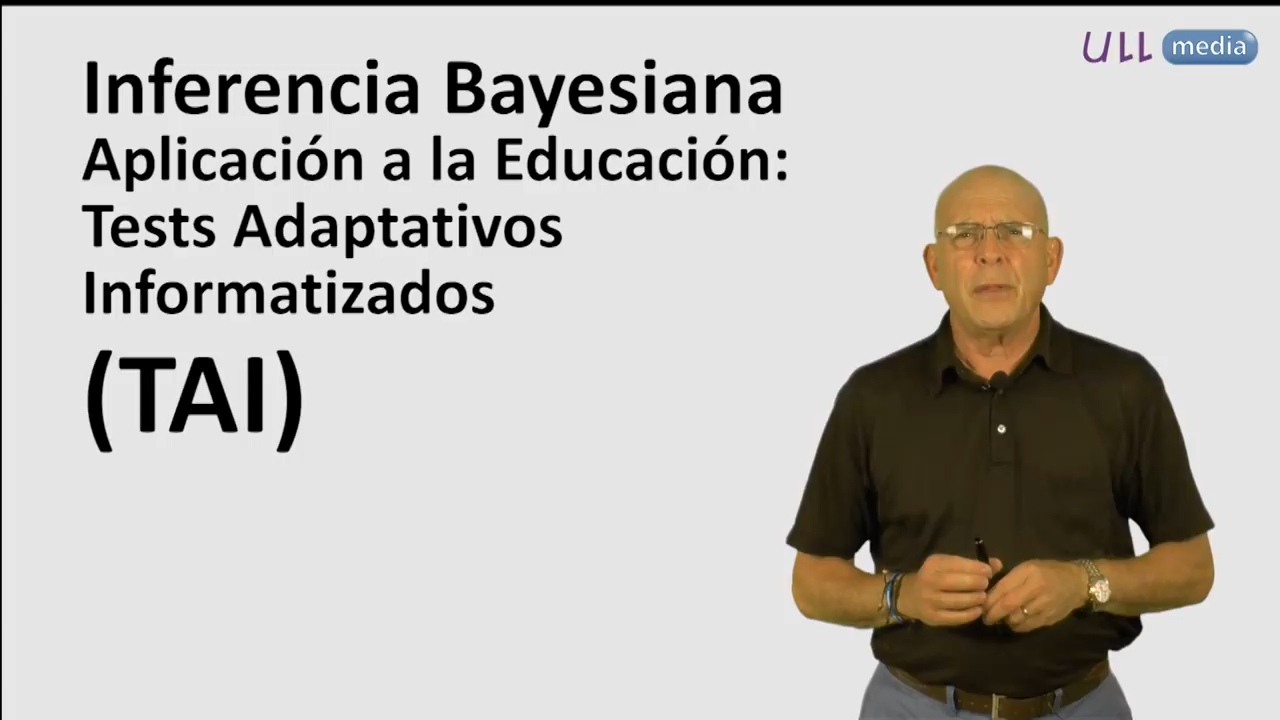 Inferencia Bayesiana
Aplicación a la Educación:
Tests Adaptativos
Informatizados
(TAI)
ULL media